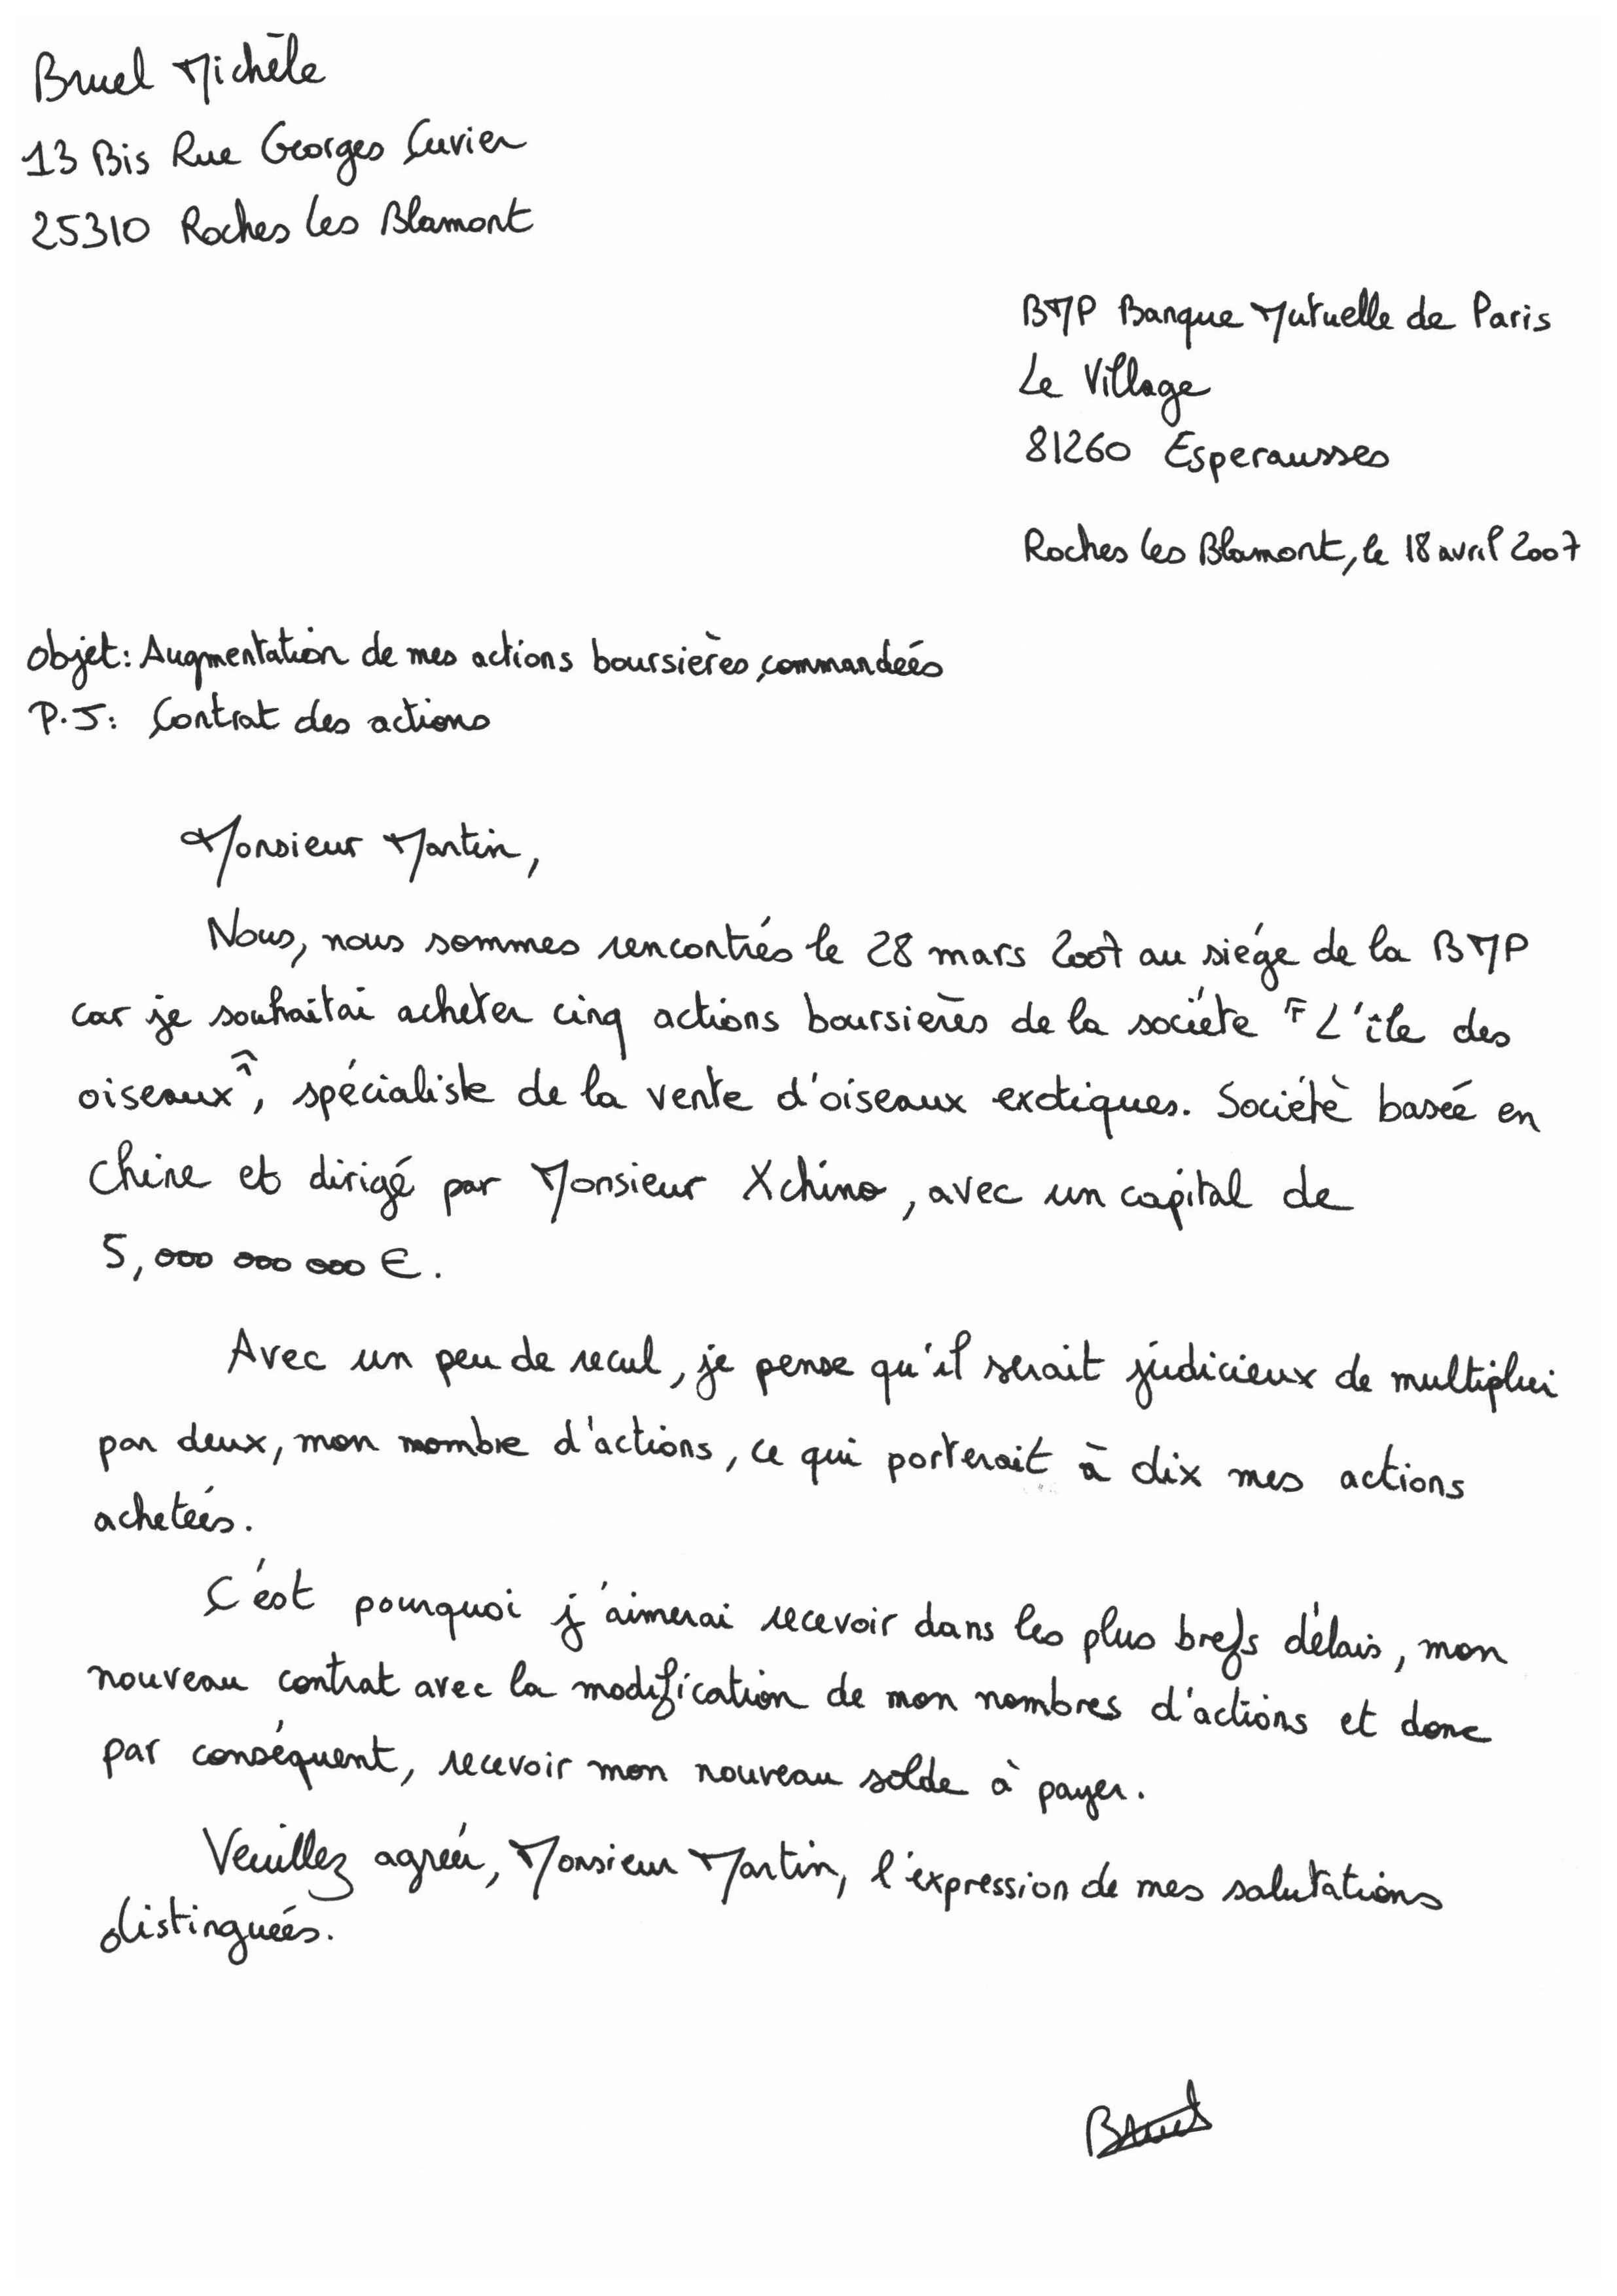 Bruel Michèle
13 Bis Rue Georges Cuvier
25310 Roches les Blamont
BMP Banque Mutuelle de Paris
Le Village
81260 Esperausses
Roches les Blamont, le 18 avril 2007
Objet: Augmentation de mes actions boursières commandées
P.J: Contrat des actions
Monsieur Martin,
Nous, nous sommes rencontrés le 28 mars 2007 au siége de la BMP
car je souhaitai acheter cinq actions boursières de la société "L'île des
oiseaux", spécialiste de la vente d'oiseaux exotiques. Société basée en
Chine et dirigé par Monsieur Xchino, avec un capital de
5,000 000 000 €.
Avec un peu de recul, je pense qu'il serait judicieux de multiplier
par deux, mon nombre d'actions, ce qui porterait à dix mes actions
achetées.
C'est pourquoi j'aimerai recevoir dans les plus brefs délais, mon
nouveau contrat avec la modification de mon nombres d'actions et donc
par conséquent, recevoir mon nouveau solde à payer.
Veuillez agréer, Monsieur Martin, l'expression de mes salutations
distinguées.
Bruel